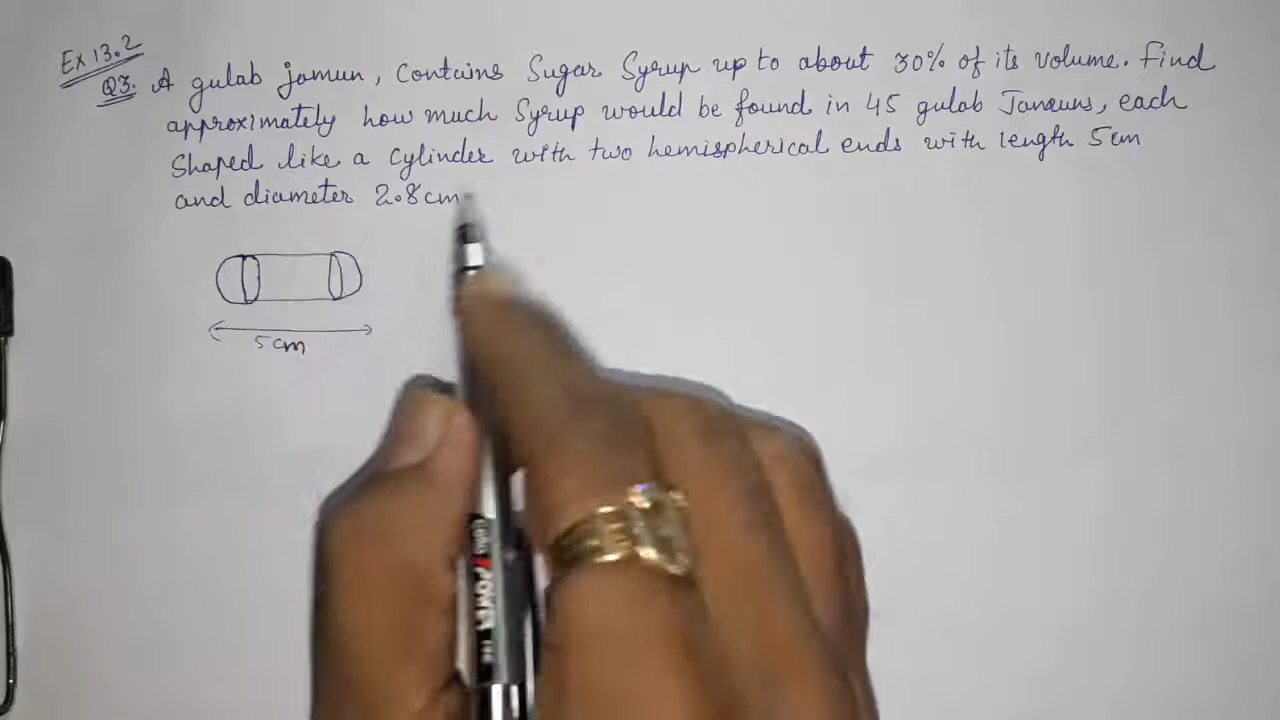 Ex 13.2
Q3. A gulab jamun, Contains Sugar Syrup up to about 30% of its volume. Find
approximately how much Syrup would be found in 45 gulab Jamuns, each
Shaped like a Cylinder with two hemispherical ends with length 5cm
and diameter 2.8cm
5cm